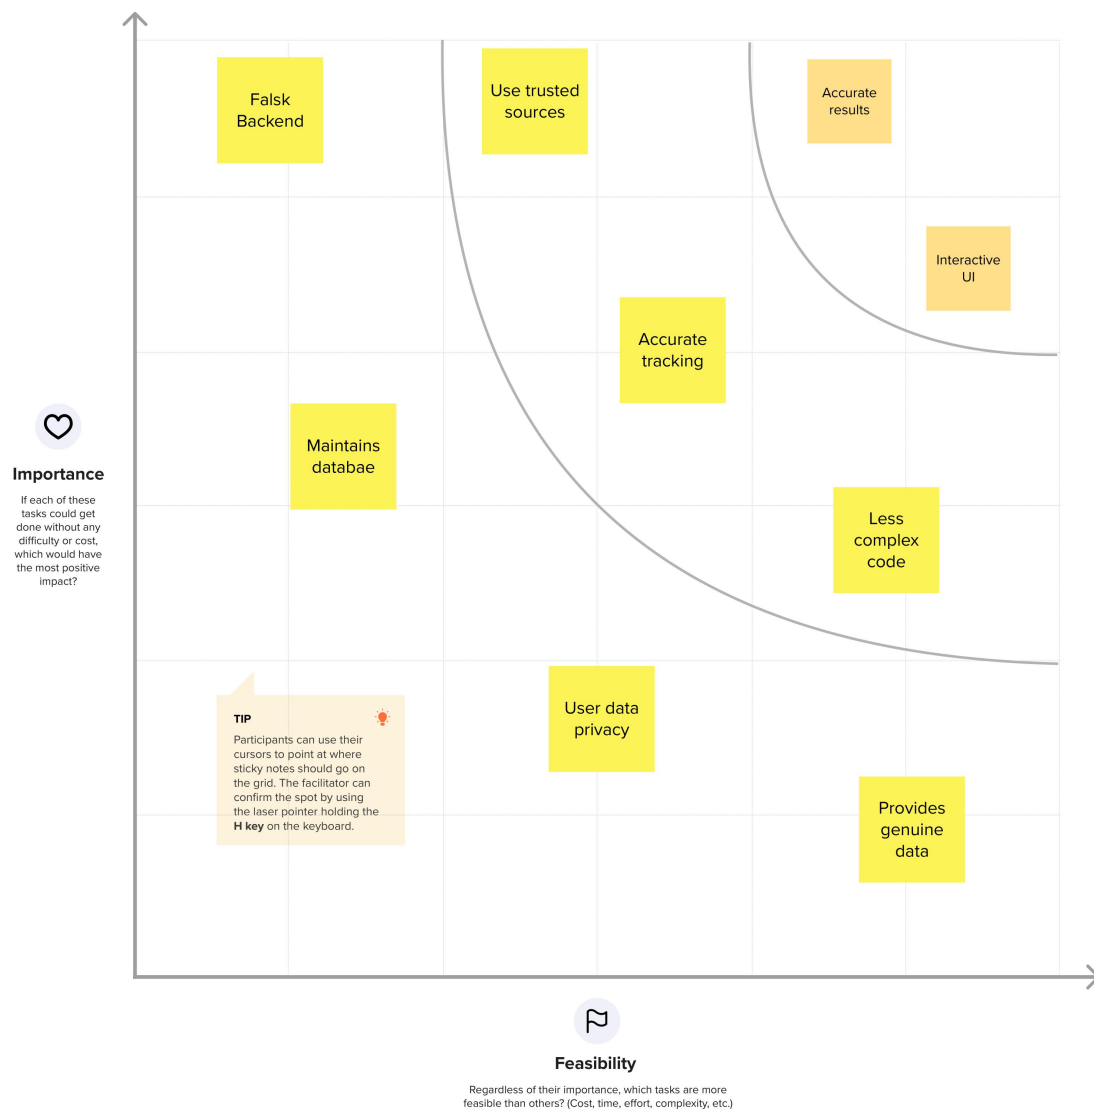 Falsk
Backend
Use trusted
sources
Accurate
results
Interactive
UI
Accurate
tracking
Maintains
databae
Importance
If each of these
tasks could get
done without any
difficulty or cost,
which would have
the most positive
impact?
Less
complex
code
TIP
Participants can use their
cursors to point at where
sticky notes should go on
the grid. The facilitator can
confirm the spot by using
the laser pointer holding the
H key on the keyboard.
User data
privacy
Provides
genuine
data
Feasibility
Regardless of their importance, which tasks are more
feasible than others? (Cost, time, effort, complexity, etc.)